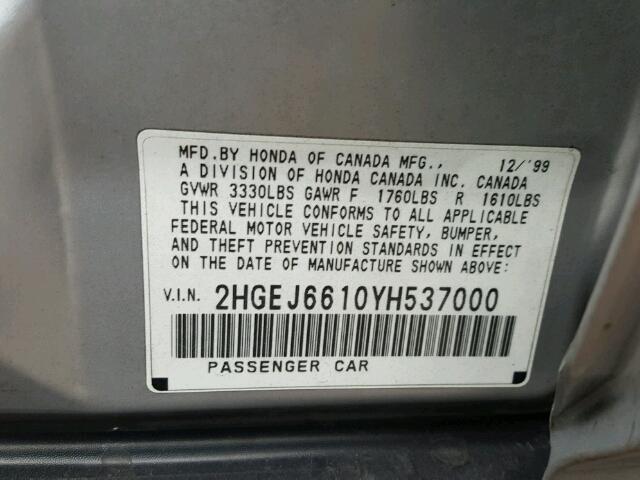 MFD.BY HONDA OF CANADA MFG., 12/'99
A DIVISION OF HONDA CANADA INC. CANADA
GVWR 3330LBS GAWR F 1760LBS R 1610LBS
THIS VEHICLE CONFORMS TO ALL APPLICABLE
FEDERAL MOTOR VEHICLE SAFETY, BUMPER,
AND THEFT PREVENTION STANDARDS IN EFFECT
ON THE DATE OF MANUFACTURE SHOWN ABOVE:
V.I.N. 2HGEJ6610YH537000
PASSENGER CAR